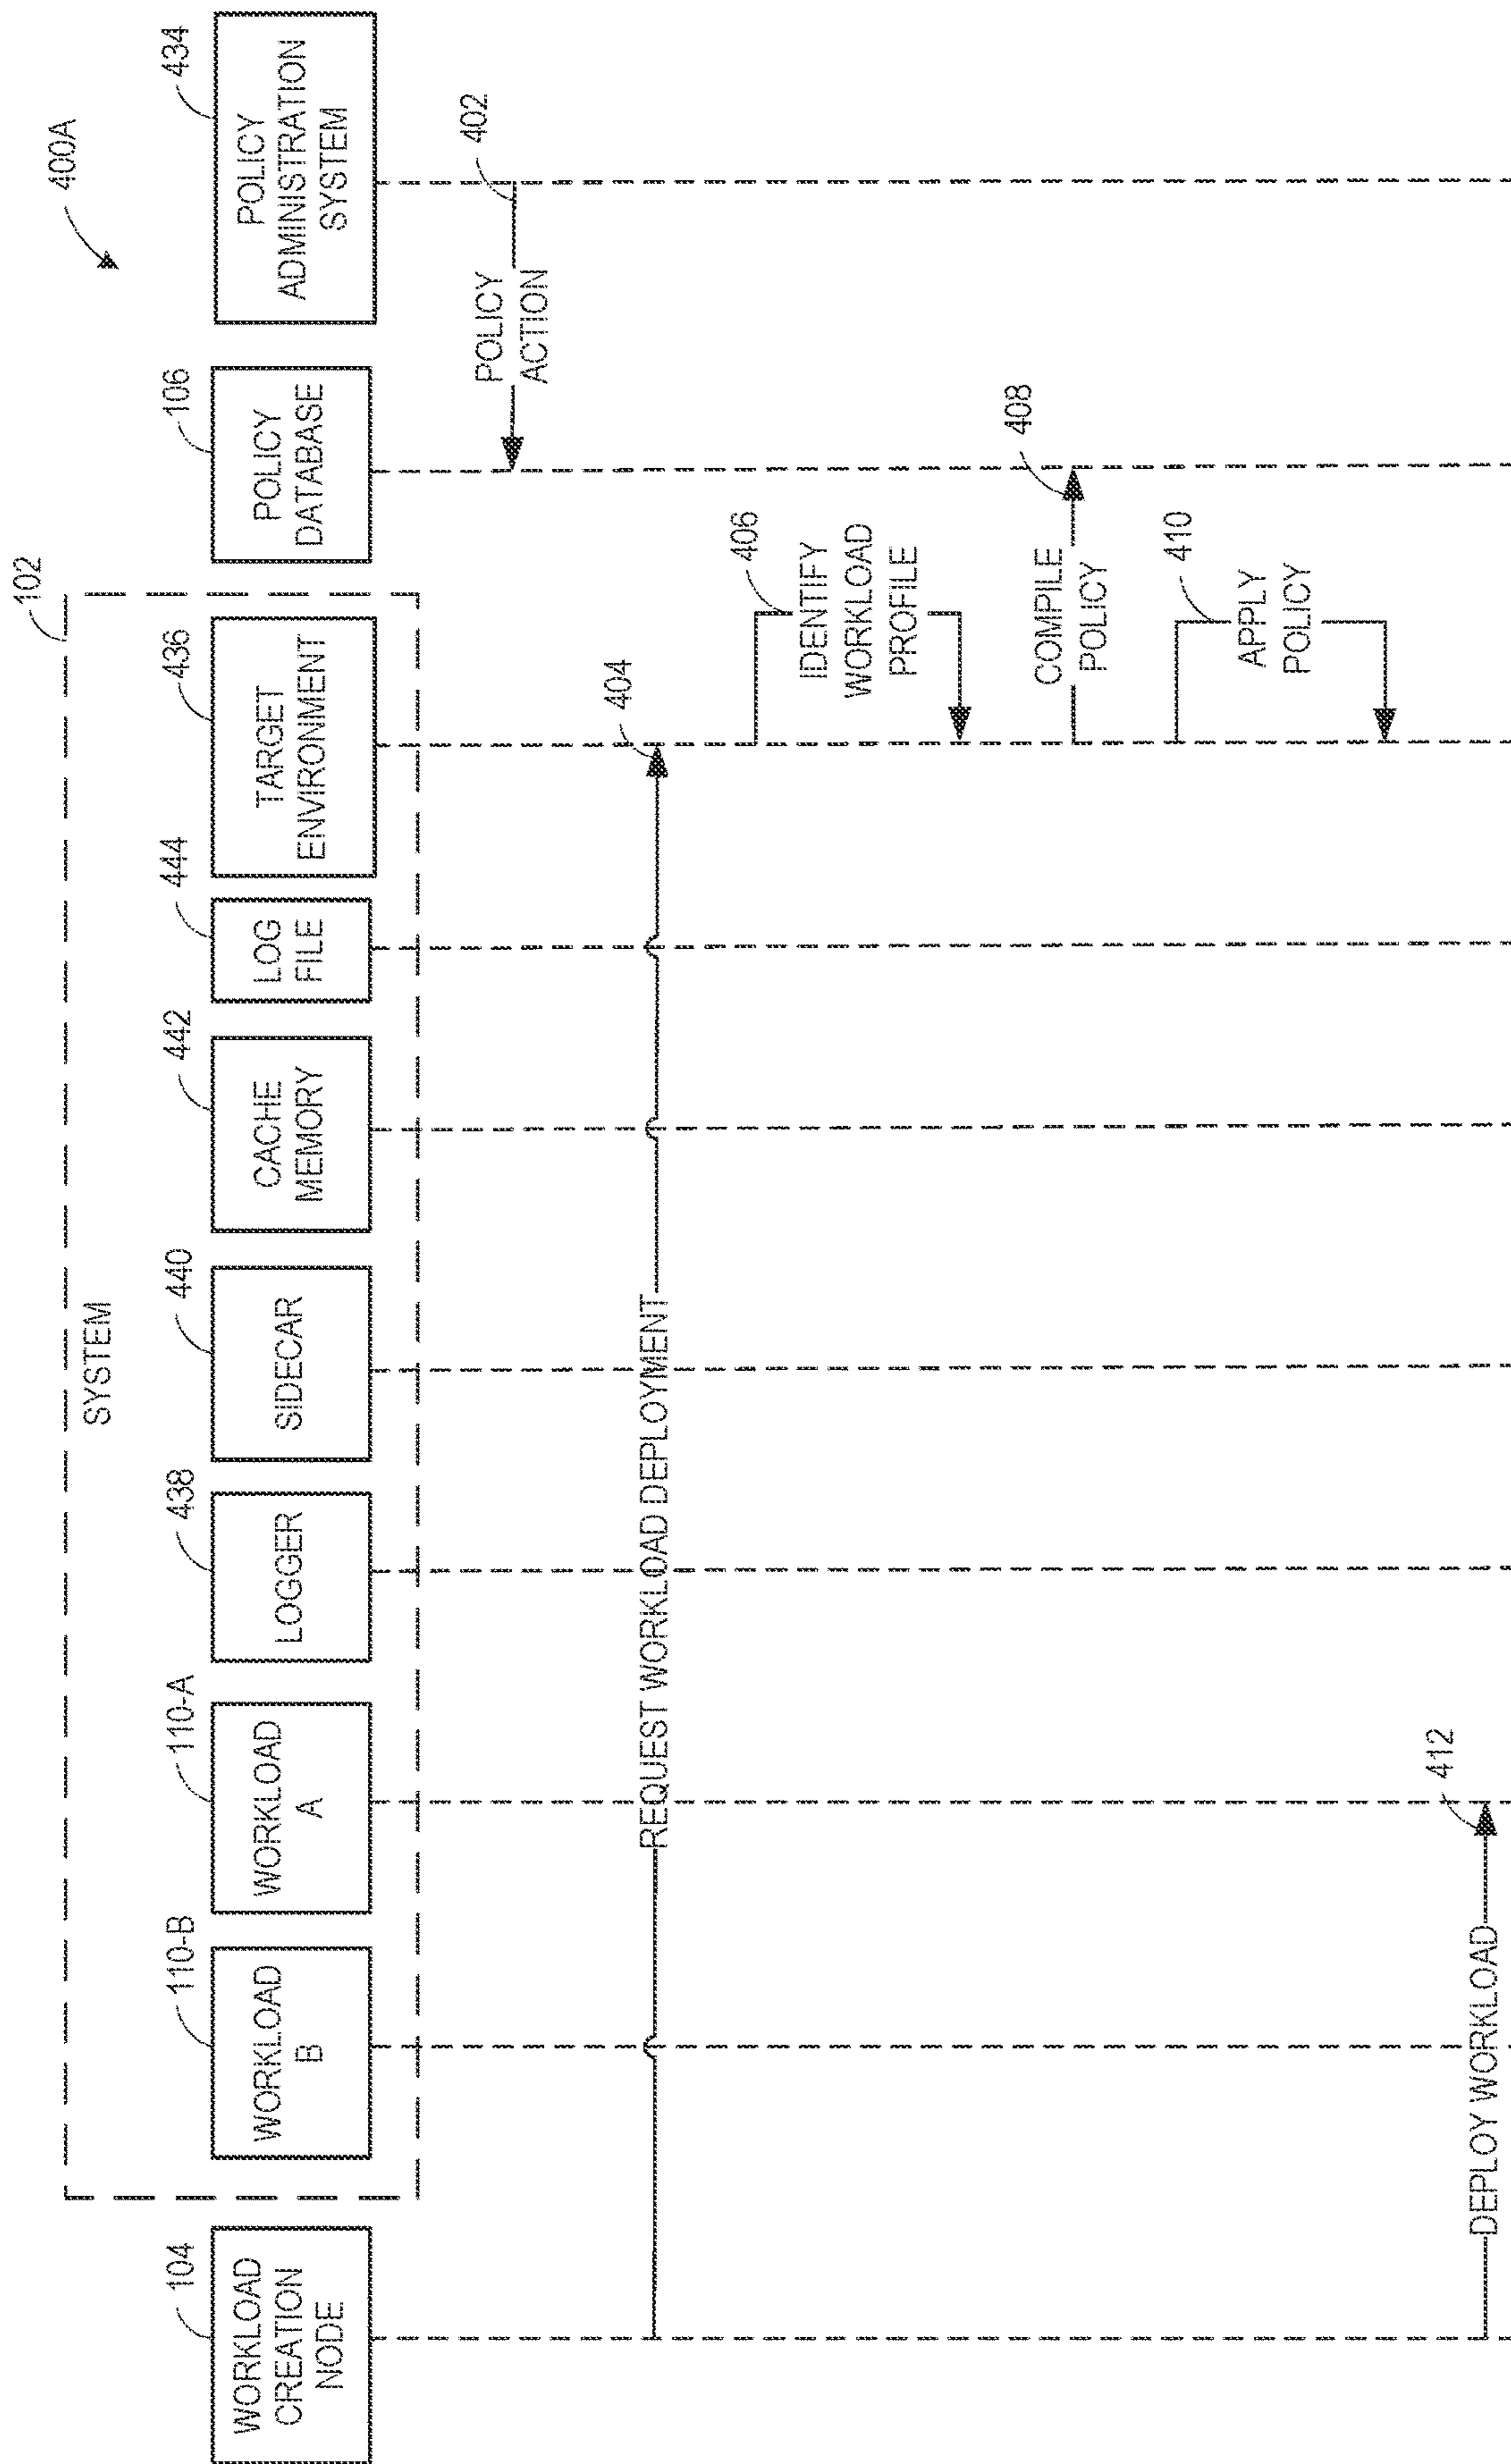 400A
102
SYSTEM
104
WORKLOAD
CREATION
NODE
110-B
WORKLOAD
B
110-A
WORKLOAD
A
438
LOGGER
440
SIDECAR
442
CACHE
MEMORY
444
LOG
FILE
436
TARGET
ENVIRONMENT
106
POLICY
DATABASE
434
POLICY
ADMINISTRATION
SYSTEM
402
POLICY
ACTION
404
REQUEST WORKLOAD DEPLOYMENT
406
IDENTIFY
WORKLOAD
PROFILE
408
COMPILE
POLICY
410
APPLY
POLICY
412
DEPLOY WORKLOAD